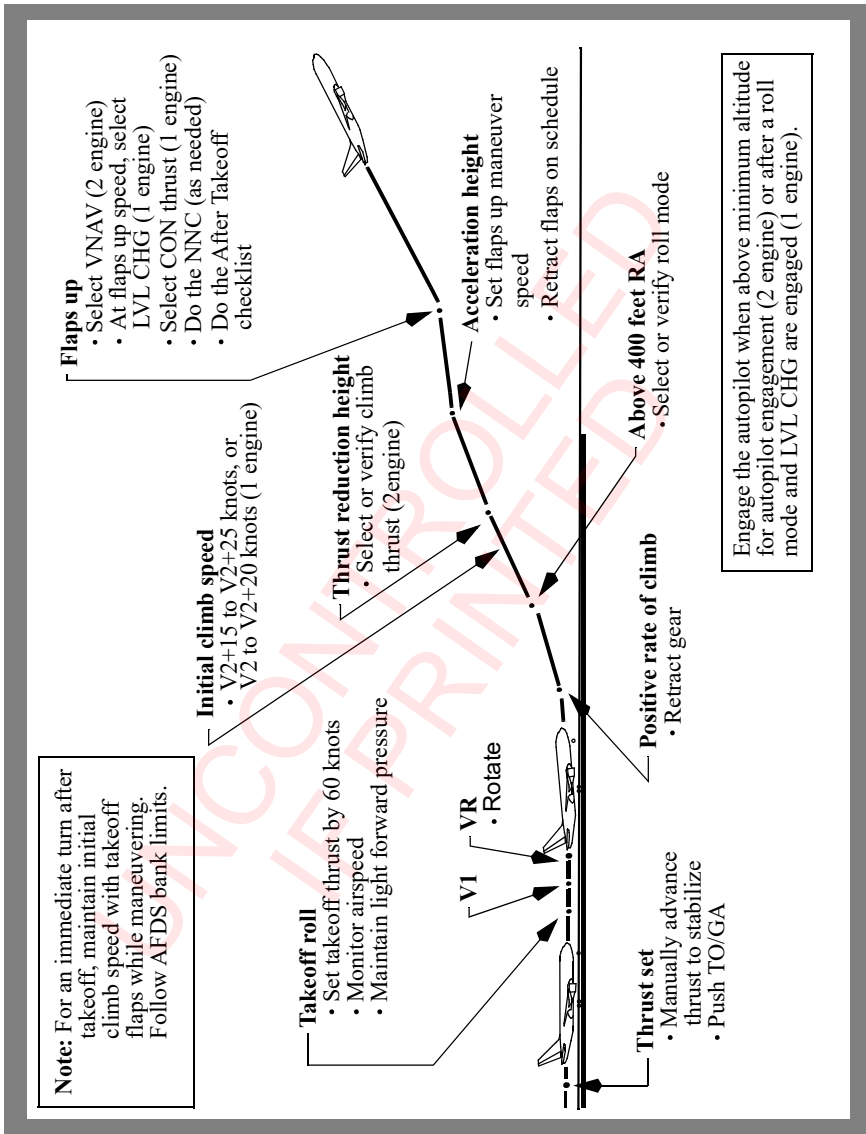 Note: For an immediate turn after
takeoff, maintain initial
climb speed with takeoff
flaps while maneuvering.
Follow AFDS bank limits.
Takeoff roll
• Set takeoff thrust by 60 knots
• Monitor airspeed
• Maintain light forward pressure
V1
VR
• Rotate
Thrust set
• Manually advance
thrust to stabilize
• Push TO/GA
Positive rate of climb
• Retract gear
Initial climb speed
• V2+15 to V2+25 knots, or
V2 to V2+20 knots (1 engine)
Above 400 feet RA
• Select or verify roll mode
Thrust reduction height
• Select or verify climb
thrust (2engine)
Acceleration height
• Set flaps up maneuver
speed
• Retract flaps on schedule
Flaps up
• Select VNAV (2 engine)
• At flaps up speed, select
LVL CHG (1 engine)
• Select CON thrust (1 engine)
• Do the NNC (as needed)
• Do the After Takeoff
checklist
Engage the autopilot when above minimum altitude
for autopilot engagement (2 engine) or after a roll
mode and LVL CHG are engaged (1 engine).
UNCONTROLLED
IF PRINTED